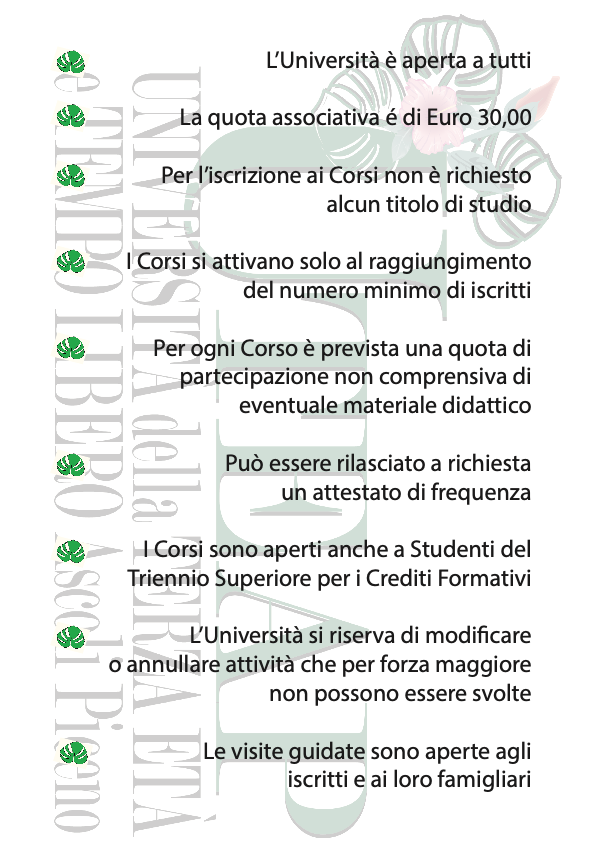 L'Università è aperta a tutti
La quota associativa é di Euro 30,00
Per l'iscrizione ai Corsi non è richiesto
alcun titolo di studio
I Corsi si attivano solo al raggiungimento
del numero minimo di iscritti
Per ogni Corso è prevista una quota di
partecipazione non comprensiva di
eventuale materiale didattico
Può essere rilasciato a richiesta
un attestato di frequenza
I Corsi sono aperti anche a Studenti del
Triennio Superiore per i Crediti Formativi
L'Università si riserva di modificare
o annullare attività che per forza maggiore
non possono essere svolte
Le visite guidate sono aperte agli
iscritti e ai loro famigliari
UTEAP
UNIVERSITÀ della TERZA ETÀ
e TEMPO LIBERO Ascoli Piceno